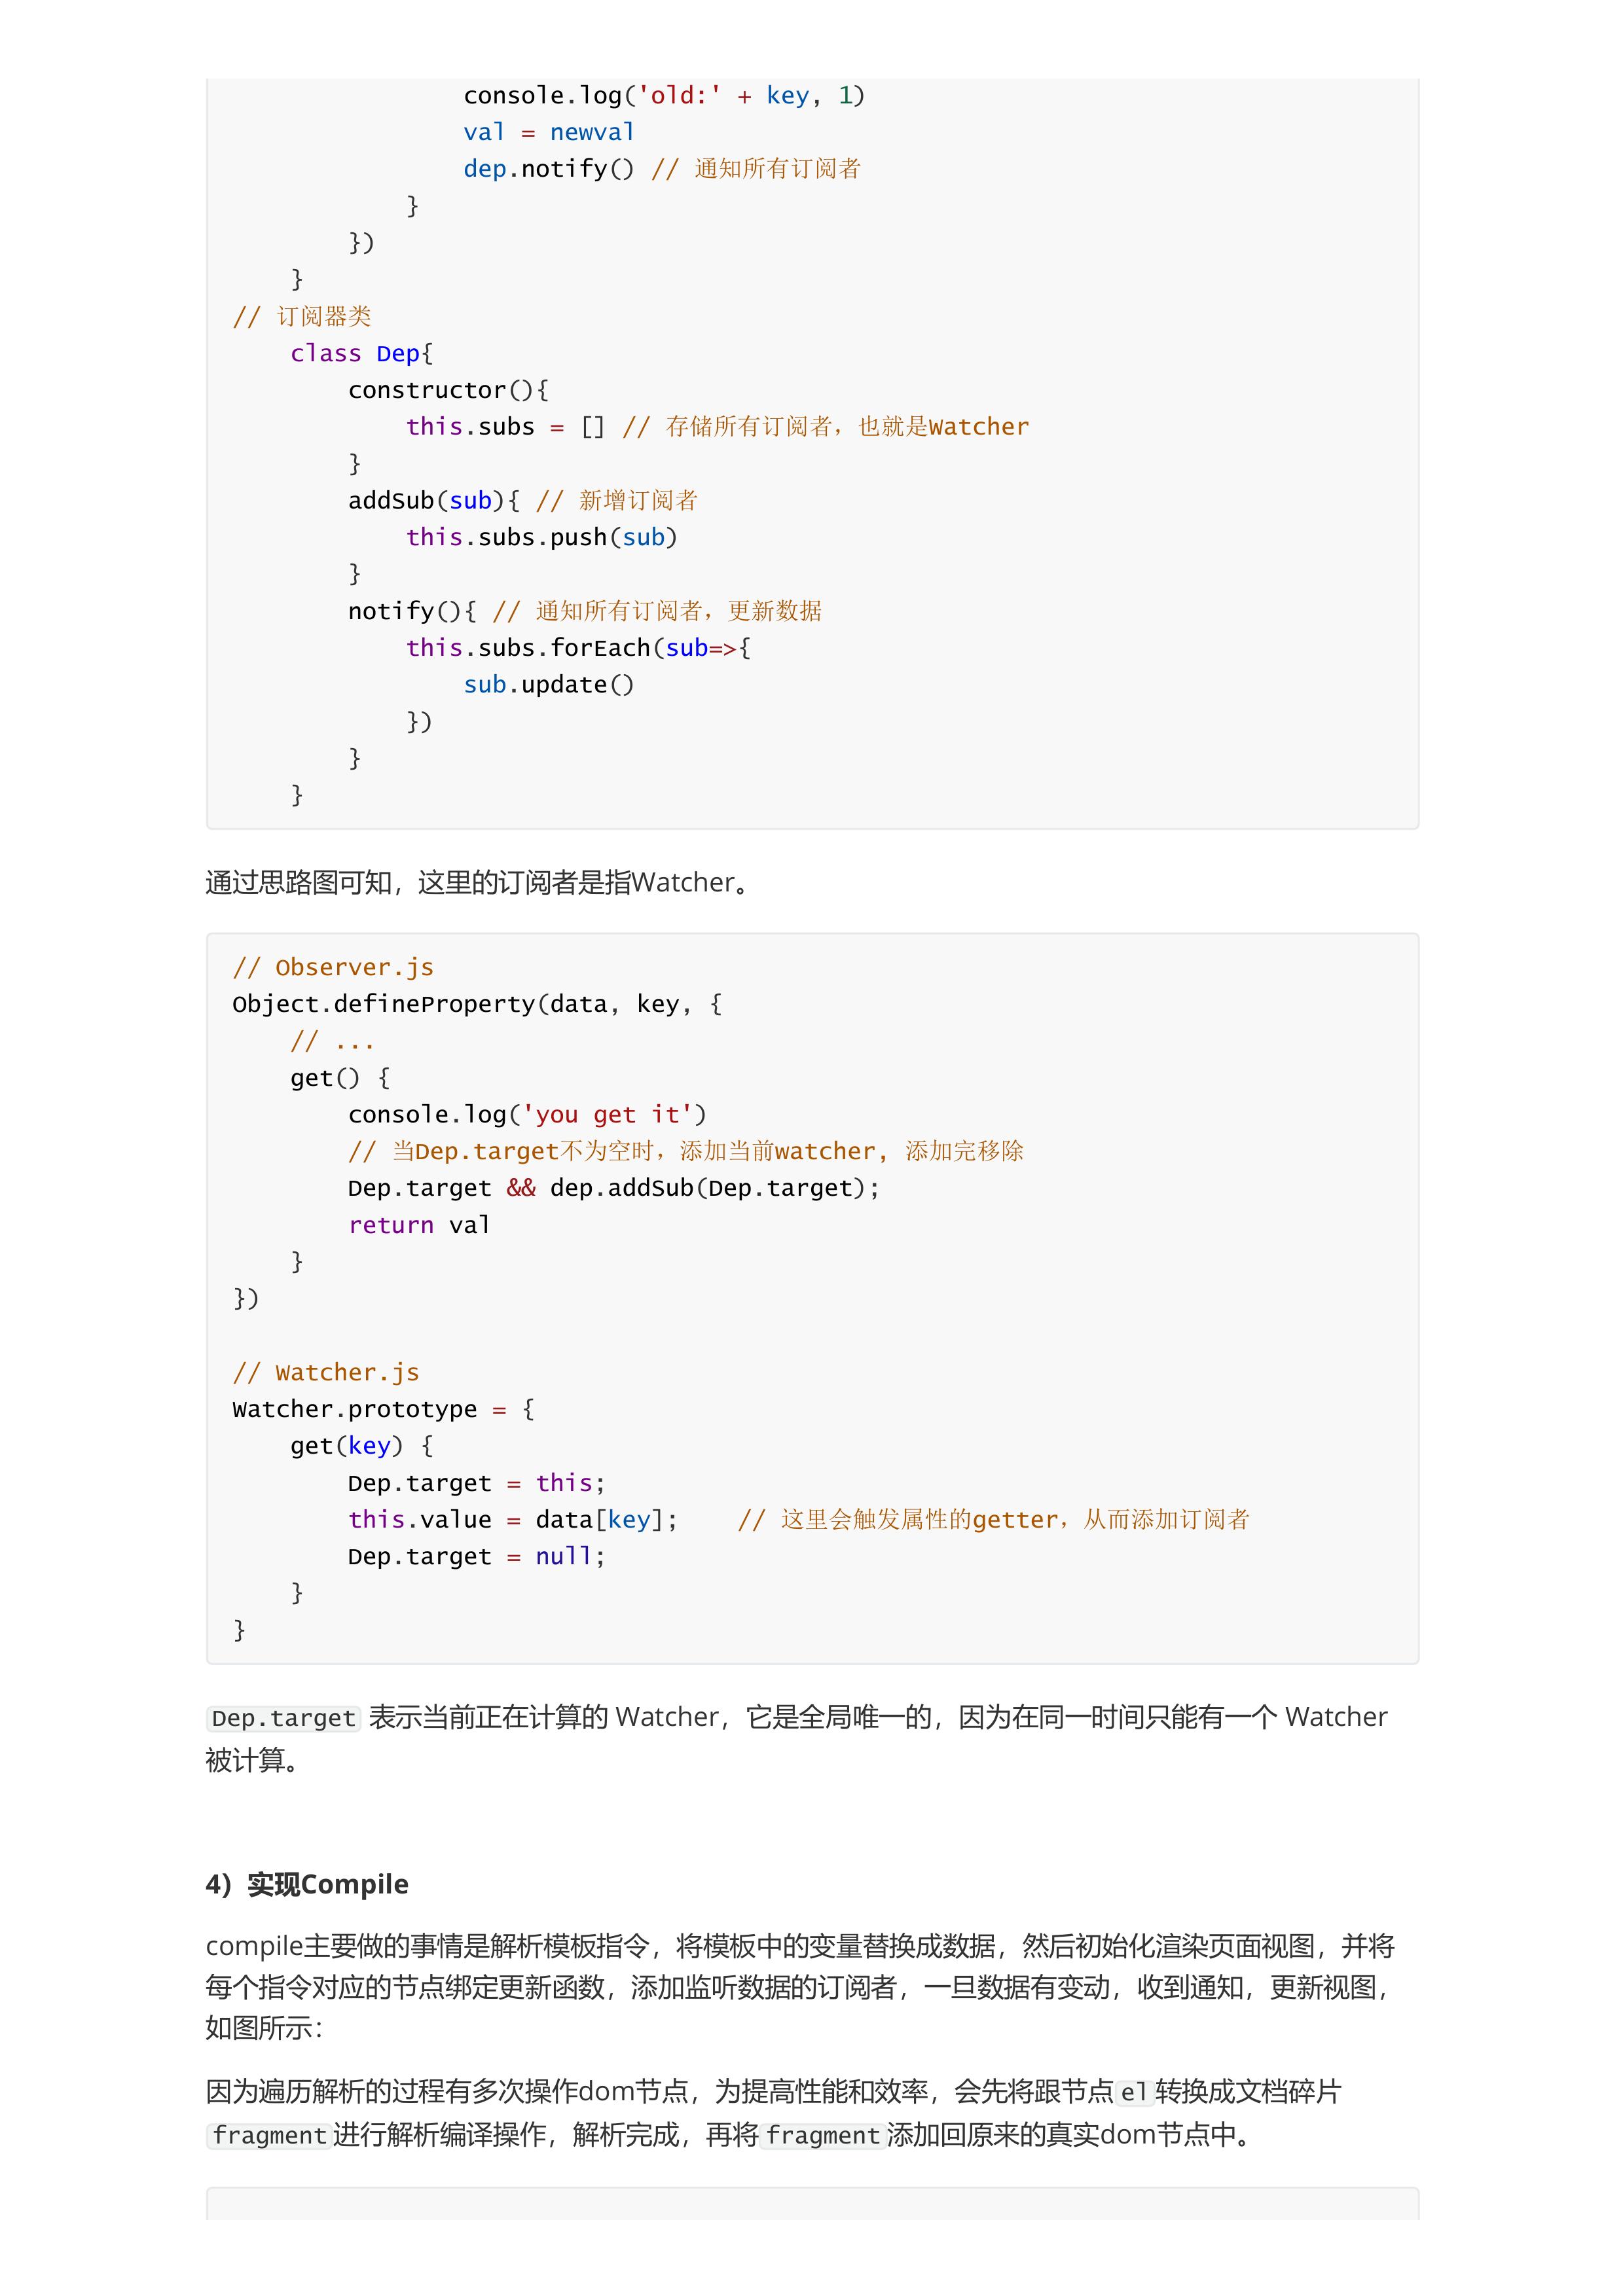 console.log('old:' + key, 1)
                val = newval
                dep.notify() // 通知所有订阅者
            }
        })
    }
// 订阅器类
    class Dep{
        constructor(){
            this.subs = [] // 存储所有订阅者，也就是Watcher
        }
        addSub(sub){ // 新增订阅者
            this.subs.push(sub)
        }
        notify(){ // 通知所有订阅者，更新数据
            this.subs.forEach(sub=>{
                sub.update()
            })
        }
    }
通过思路图可知，这里的订阅者是指Watcher。
// Observer.js
Object.defineProperty(data, key, {
    // ...
    get() {
        console.log('you get it')
        // 当Dep.target不为空时，添加当前watcher, 添加完移除
        Dep.target && dep.addSub(Dep.target);
        return val
    }
})

// Watcher.js
Watcher.prototype = {
    get(key) {
        Dep.target = this;
        this.value = data[key];    // 这里会触发属性的getter，从而添加订阅者
        Dep.target = null;
    }
}
Dep.target 表示当前正在计算的 Watcher，它是全局唯一的，因为在同一时间只能有一个 Watcher
被计算。
4）实现Compile
compile主要做的事情是解析模板指令，将模板中的变量替换成数据，然后初始化渲染页面视图，并将
每个指令对应的节点绑定更新函数，添加监听数据的订阅者，一旦数据有变动，收到通知，更新视图，
如图所示：
因为遍历解析的过程有多次操作dom节点，为提高性能和效率，会先将跟节点el转换成文档碎片
fragment进行解析编译操作，解析完成，再将fragment添加回原来的真实dom节点中。